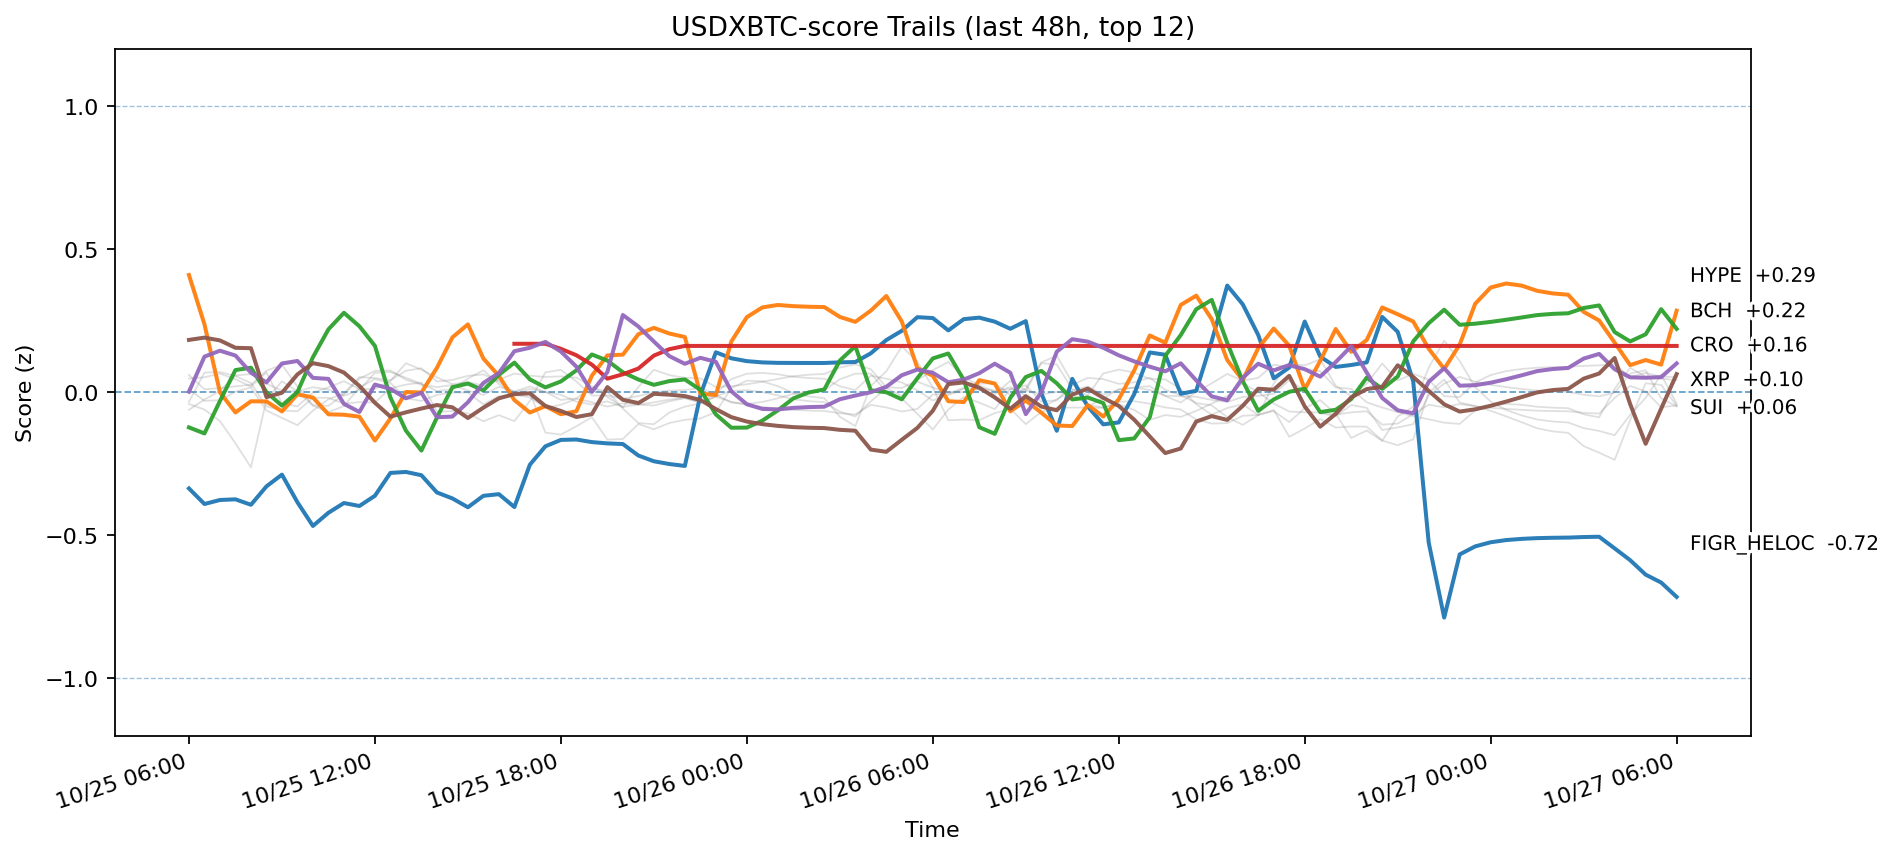 USDXBTC-score Trails (last 48h, top 12)
Score (z)
1.0
0.5
0.0
−0.5
−1.0
HYPE +0.29
BCH +0.22
CRO +0.16
XRP +0.10
SUI +0.06
FIGR_HELOC -0.72
10/25 06:00
10/25 12:00
10/25 18:00
10/26 00:00
10/26 06:00
10/26 12:00
10/26 18:00
10/27 00:00
10/27 06:00
Time